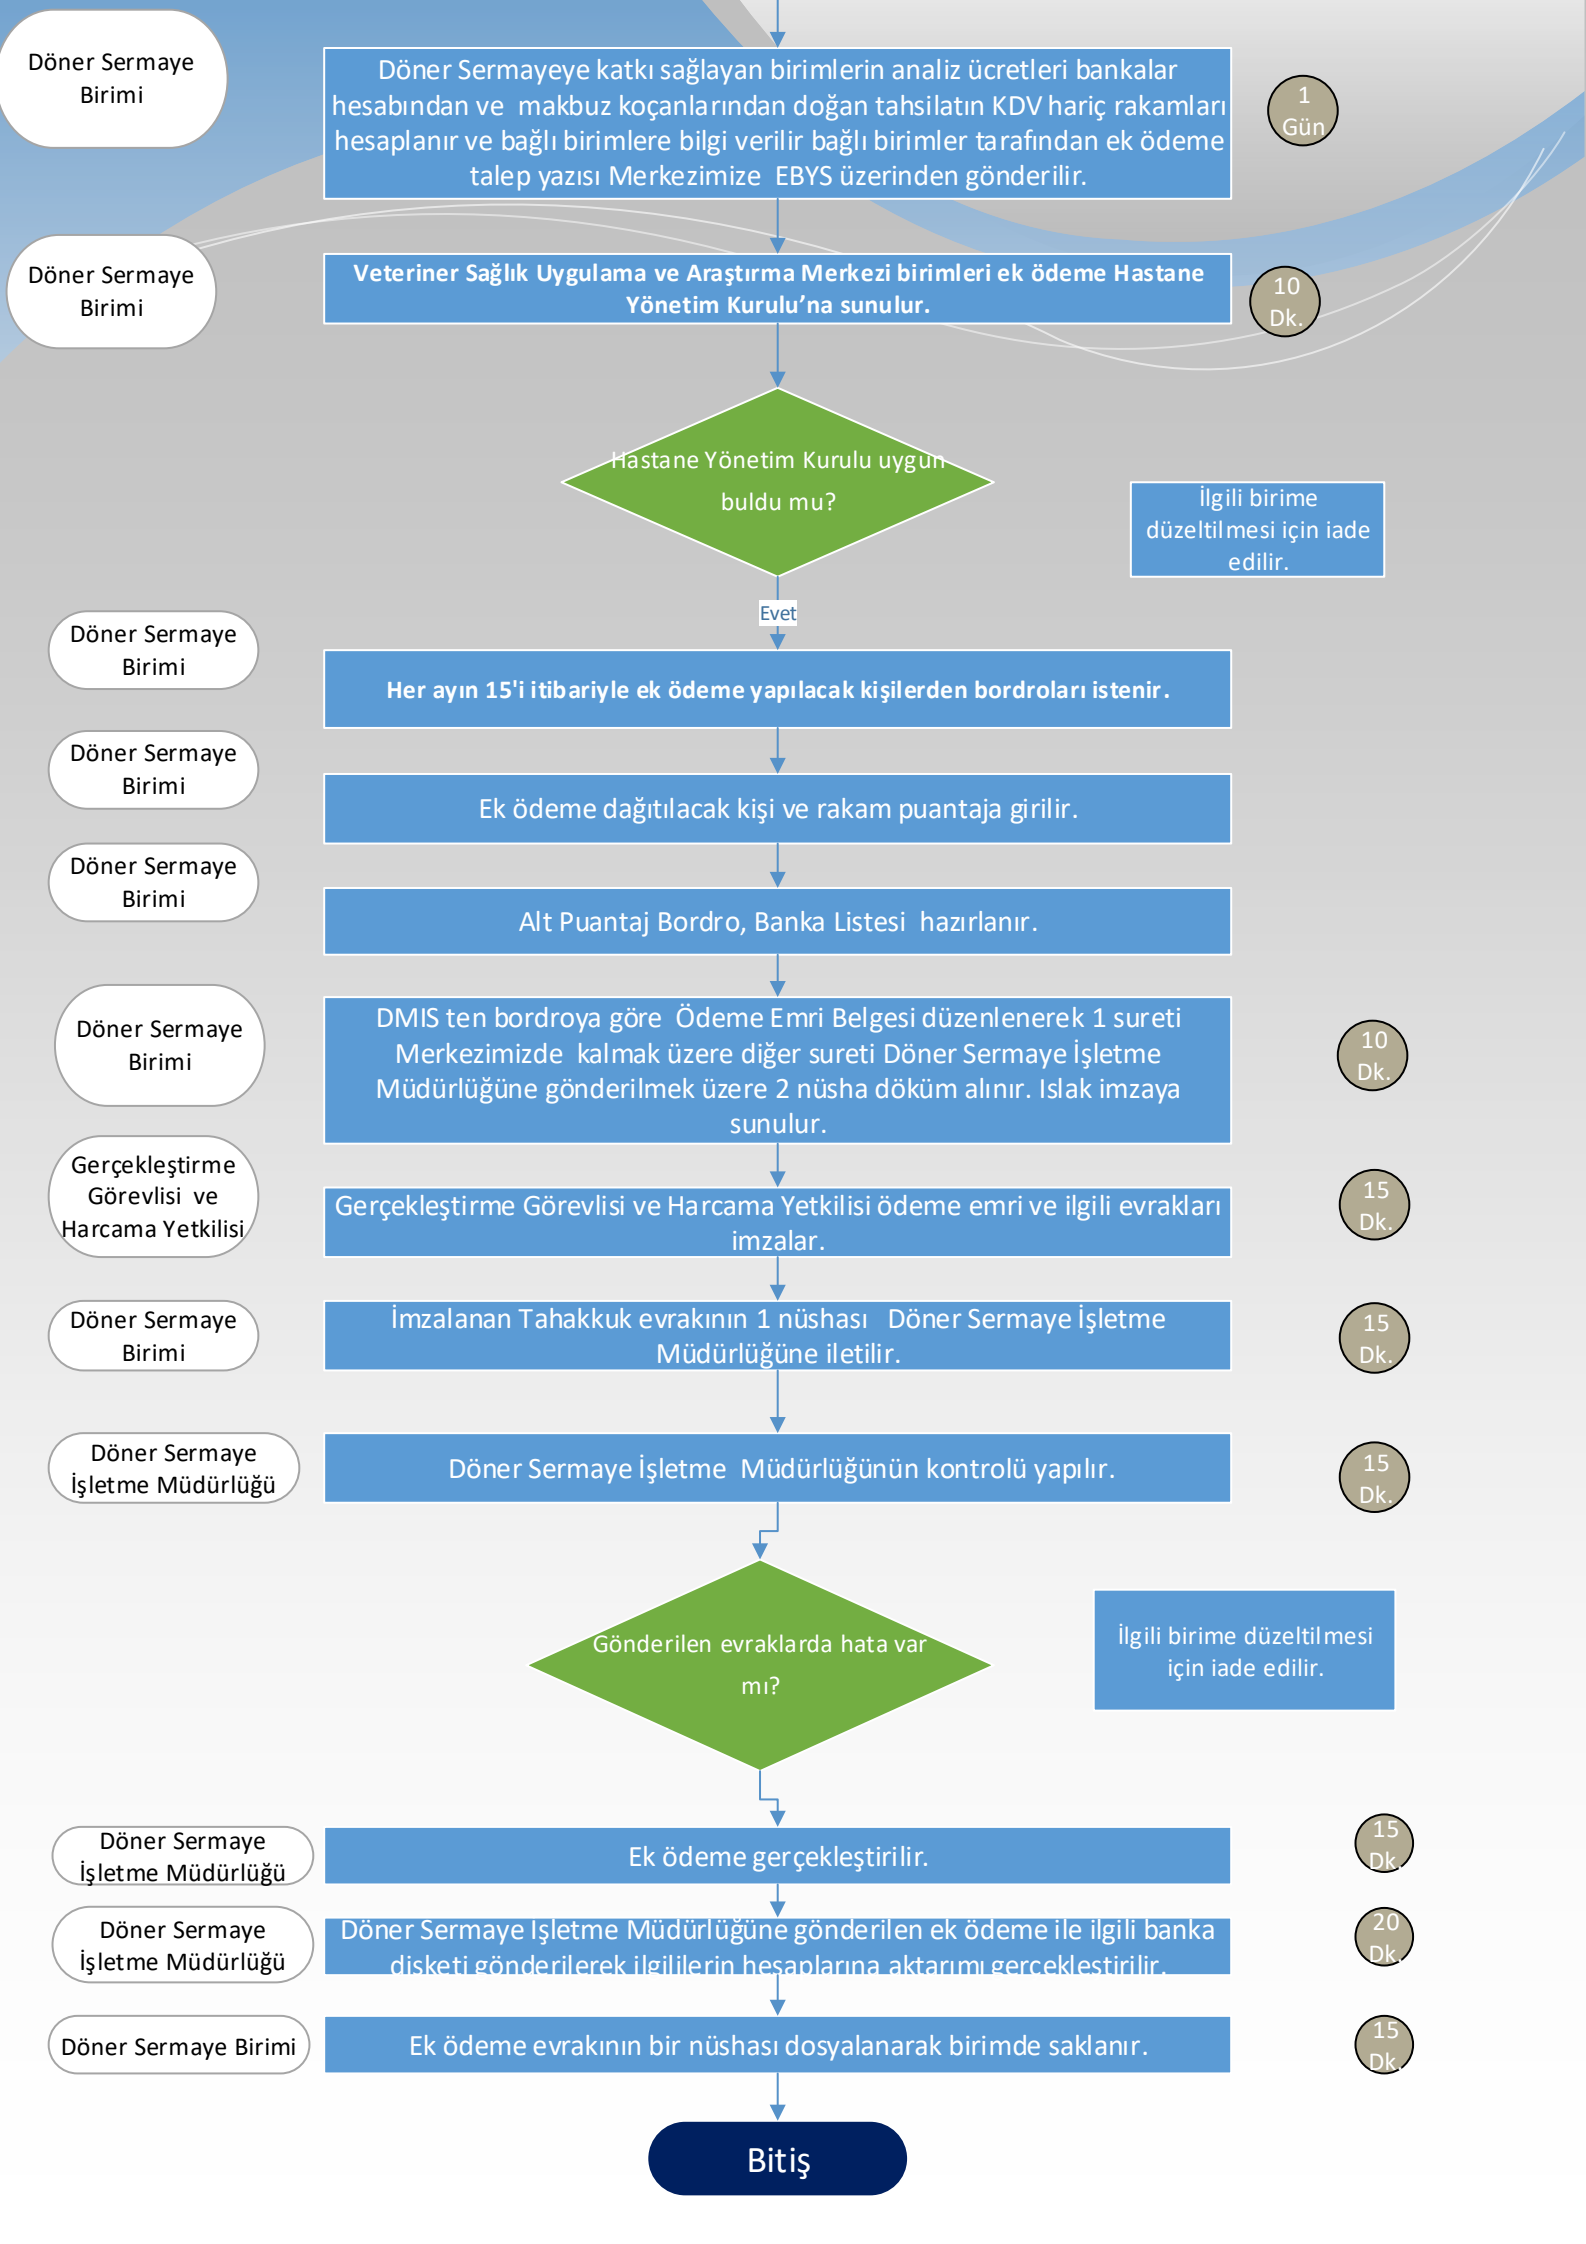 Döner Sermaye
Birimi
Döner Sermayeye katkı sağlayan birimlerin analiz ücretleri bankalar
hesabından ve makbuz koçanlarından doğan tahsilatın KDV hariç rakamları
hesaplanır ve bağlı birimlere bilgi verilir bağlı birimler tarafından ek ödeme
talep yazısı Merkezimize EBYS üzerinden gönderilir.
1
Gün
Döner Sermaye
Birimi
Veteriner Sağlık Uygulama ve Araştırma Merkezi birimleri ek ödeme Hastane
Yönetim Kurulu’na sunulur.
10
Dk.
Hastane Yönetim Kurulu uygun
buldu mu?
İlgili birime
düzeltilmesi için iade
edilir.
Evet
Döner Sermaye
Birimi
Her ayın 15'i itibariyle ek ödeme yapılacak kişilerden bordroları istenir.
Döner Sermaye
Birimi
Ek ödeme dağıtılacak kişi ve rakam puantaja girilir.
Döner Sermaye
Birimi
Alt Puantaj Bordro, Banka Listesi hazırlanır.
Döner Sermaye
Birimi
DMIS ten bordroya göre Ödeme Emri Belgesi düzenlenerek 1 sureti
Merkezimizde kalmak üzere diğer sureti Döner Sermaye İşletme
Müdürlüğüne gönderilmek üzere 2 nüsha döküm alınır. Islak imzaya
sunulur.
10
Dk.
Gerçekleştirme
Görevlisi ve
Harcama Yetkilisi
Gerçekleştirme Görevlisi ve Harcama Yetkilisi ödeme emri ve ilgili evrakları
imzalar.
15
Dk.
Döner Sermaye
Birimi
İmzalanan Tahakkuk evrakının 1 nüshası Döner Sermaye İşletme
Müdürlüğüne iletilir.
15
Dk.
Döner Sermaye
İşletme Müdürlüğü
Döner Sermaye İşletme Müdürlüğünün kontrolü yapılır.
15
Dk.
Gönderilen evraklarda hata var
mı?
İlgili birime düzeltilmesi
için iade edilir.
Döner Sermaye
İşletme Müdürlüğü
Ek ödeme gerçekleştirilir.
15
Dk.
Döner Sermaye
İşletme Müdürlüğü
Döner Sermaye İşletme Müdürlüğüne gönderilen ek ödeme ile ilgili banka
disketi gönderilerek ilgililerin hesaplarına aktarımı gerçekleştirilir.
20
Dk.
Döner Sermaye Birimi
Ek ödeme evrakının bir nüshası dosyalanarak birimde saklanır.
15
Dk.
Bitiş